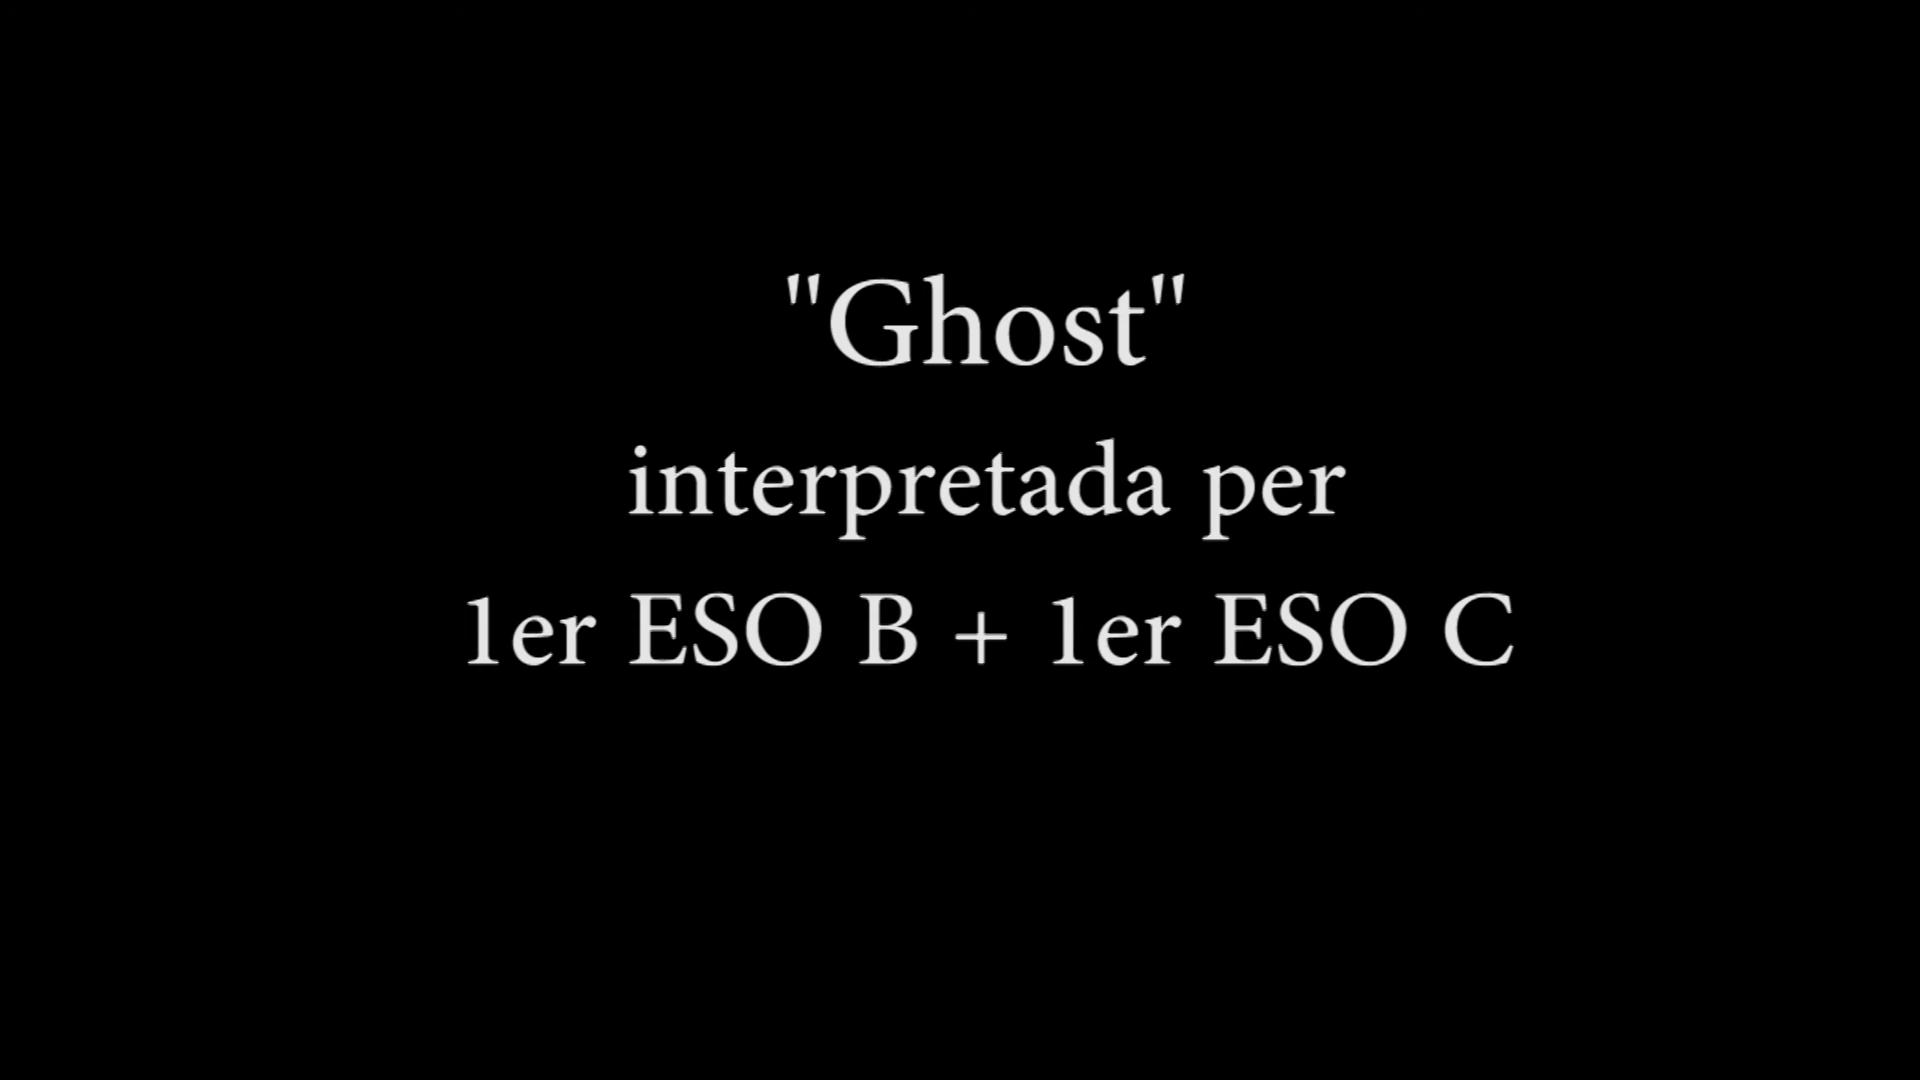 "Ghost"
interpretada per
1er ESO B + 1er ESO C